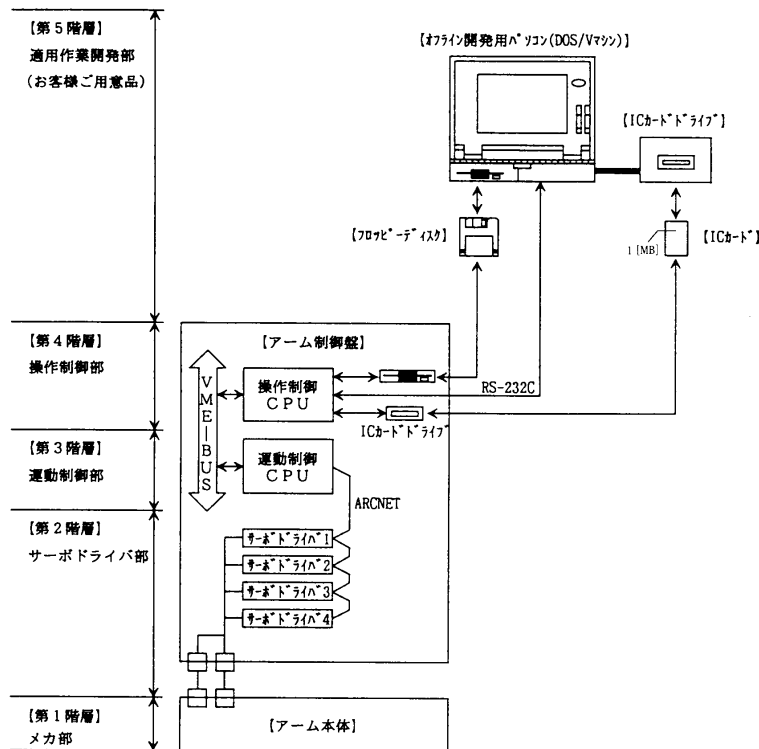 【第5階層】
適用作業開発部
(お客様ご用意品)
【ｵﾌﾗｲﾝ開発用ﾊﾟｿｺﾝ(DOS/Vﾏｼﾝ)】
【ICｶｰﾄﾞﾄﾞﾗｲﾌﾞ】
【ﾌﾛｯﾋﾟｰﾃﾞｨｽｸ】
1 [MB]
【ICｶｰﾄﾞ】
【第4階層】
操作制御部
【アーム制御盤】
VME—BUS
操作制御
CPU
RS-232C
ICｶｰﾄﾞﾄﾞﾗｲﾌﾞ
【第3階層】
運動制御部
運動制御
CPU
ARCNET
【第2階層】
サーボドライバ部
ｻｰﾎﾞﾄﾞﾗｲﾊﾞ1
ｻｰﾎﾞﾄﾞﾗｲﾊﾞ2
ｻｰﾎﾞﾄﾞﾗｲﾊﾞ3
ｻｰﾎﾞﾄﾞﾗｲﾊﾞ4
【第1階層】
メカ部
【アーム本体】